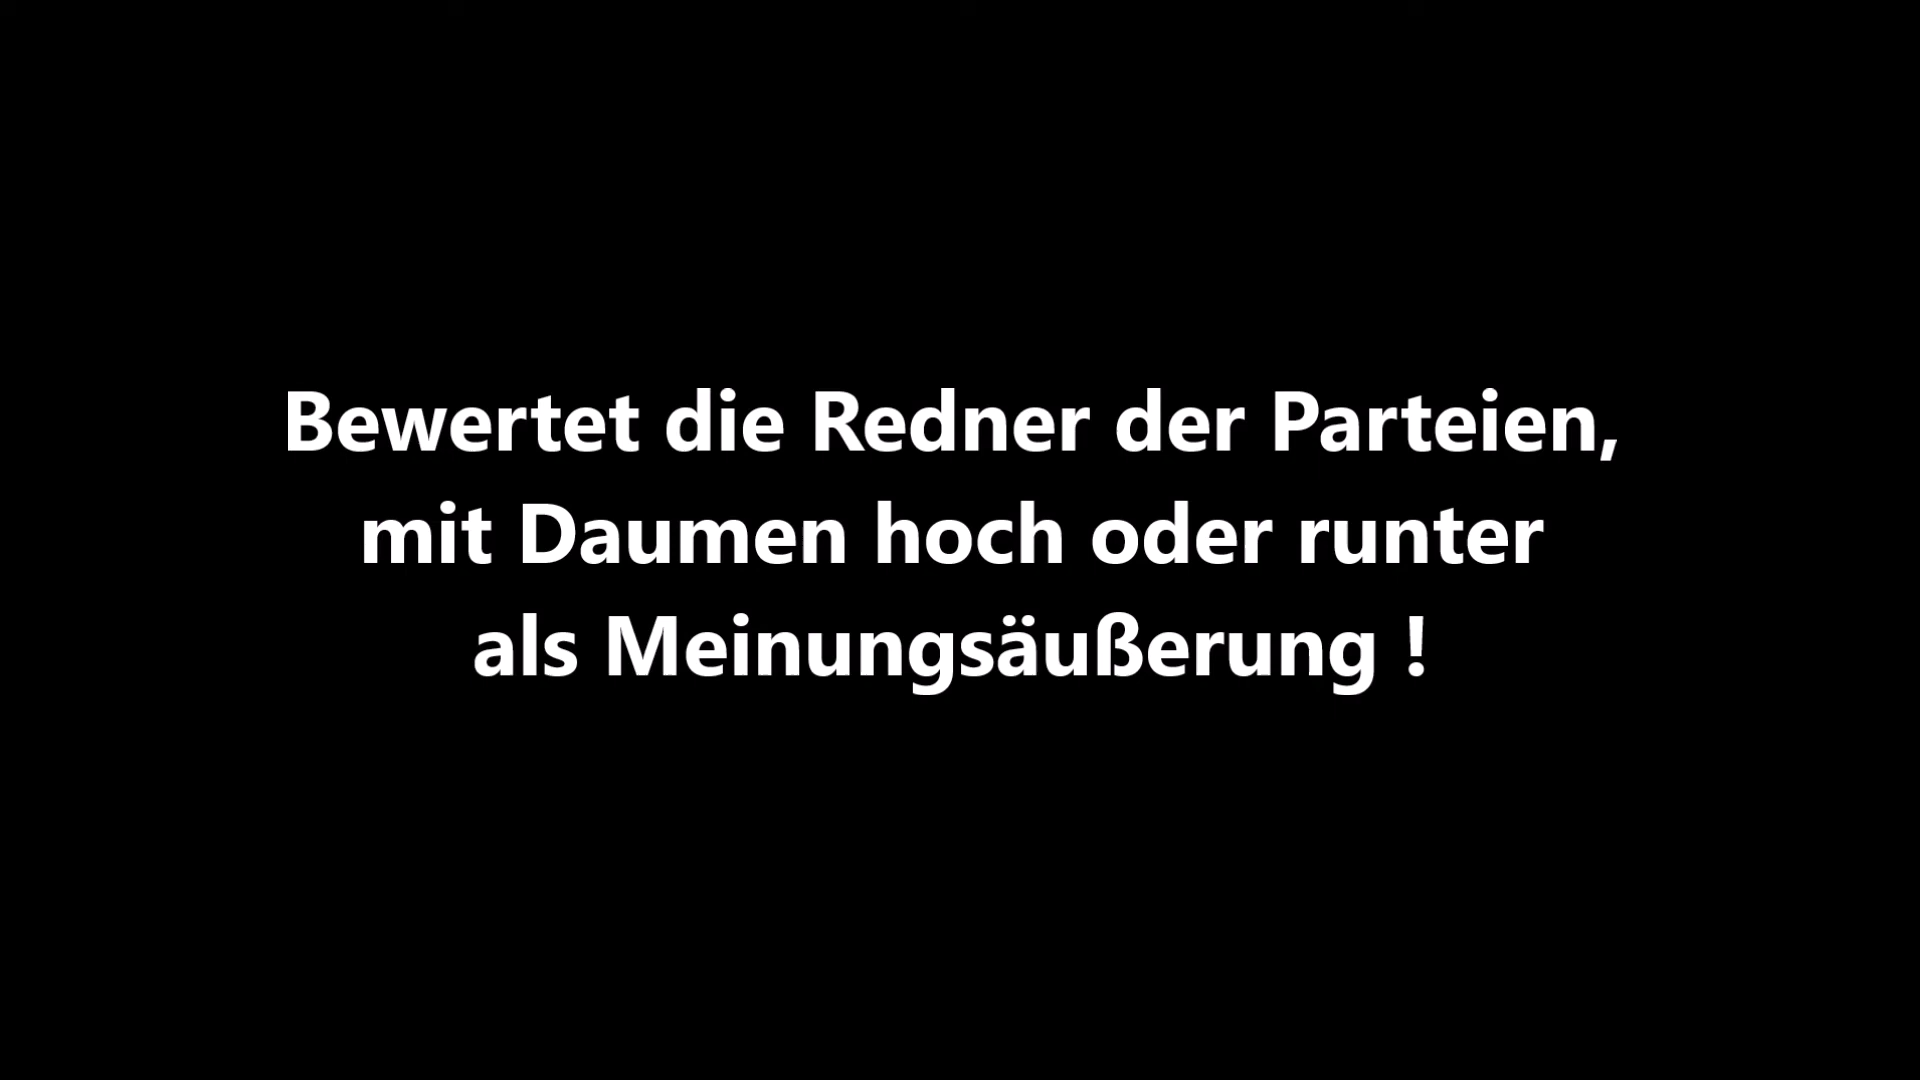 Bewertet die Redner der Parteien,
mit Daumen hoch oder runter
als Meinungsäußerung !